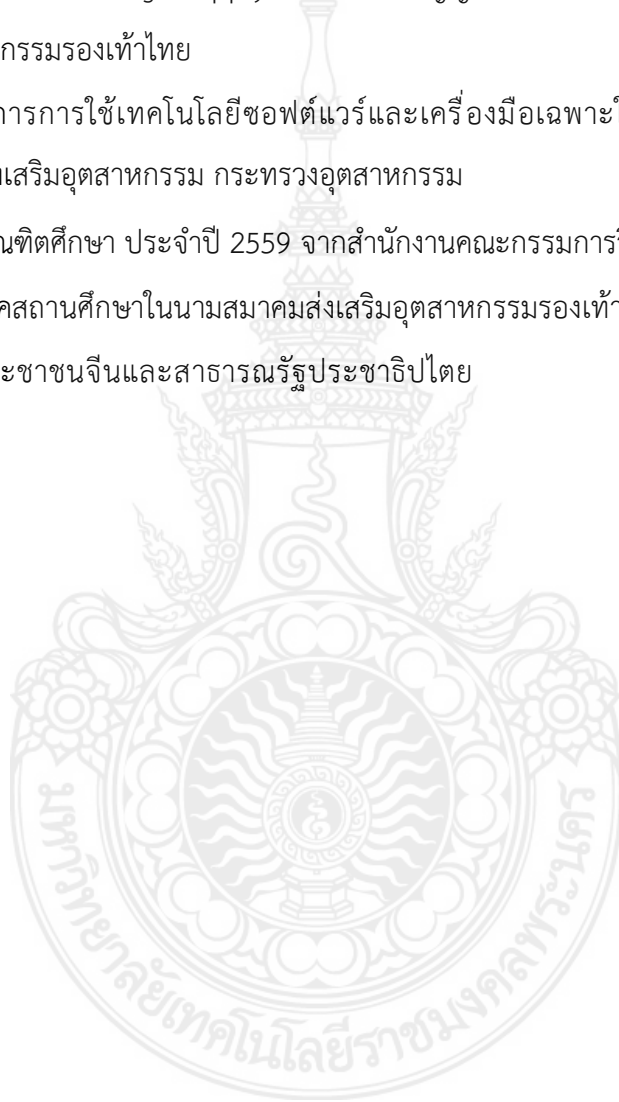 กรรมรองเท้าไทย
การการใช้เทคโนโลยีซอฟต์แวร์และเครื่องมือเฉพาะใ
เสริมอุตสาหกรรม กระทรวงอุตสาหกรรม
ณฑิตศึกษา ประจำปี 2559 จากสำนักงานคณะกรรมการวิ
คสถานศึกษาในนามสมาคมส่งเสริมอุตสาหกรรมรองเท้า
ะชาชนจีนและสาธารณรัฐประชาธิปไตย
มหาวิทยาลัยเทคโนโลยีราชมงคลพระนคร